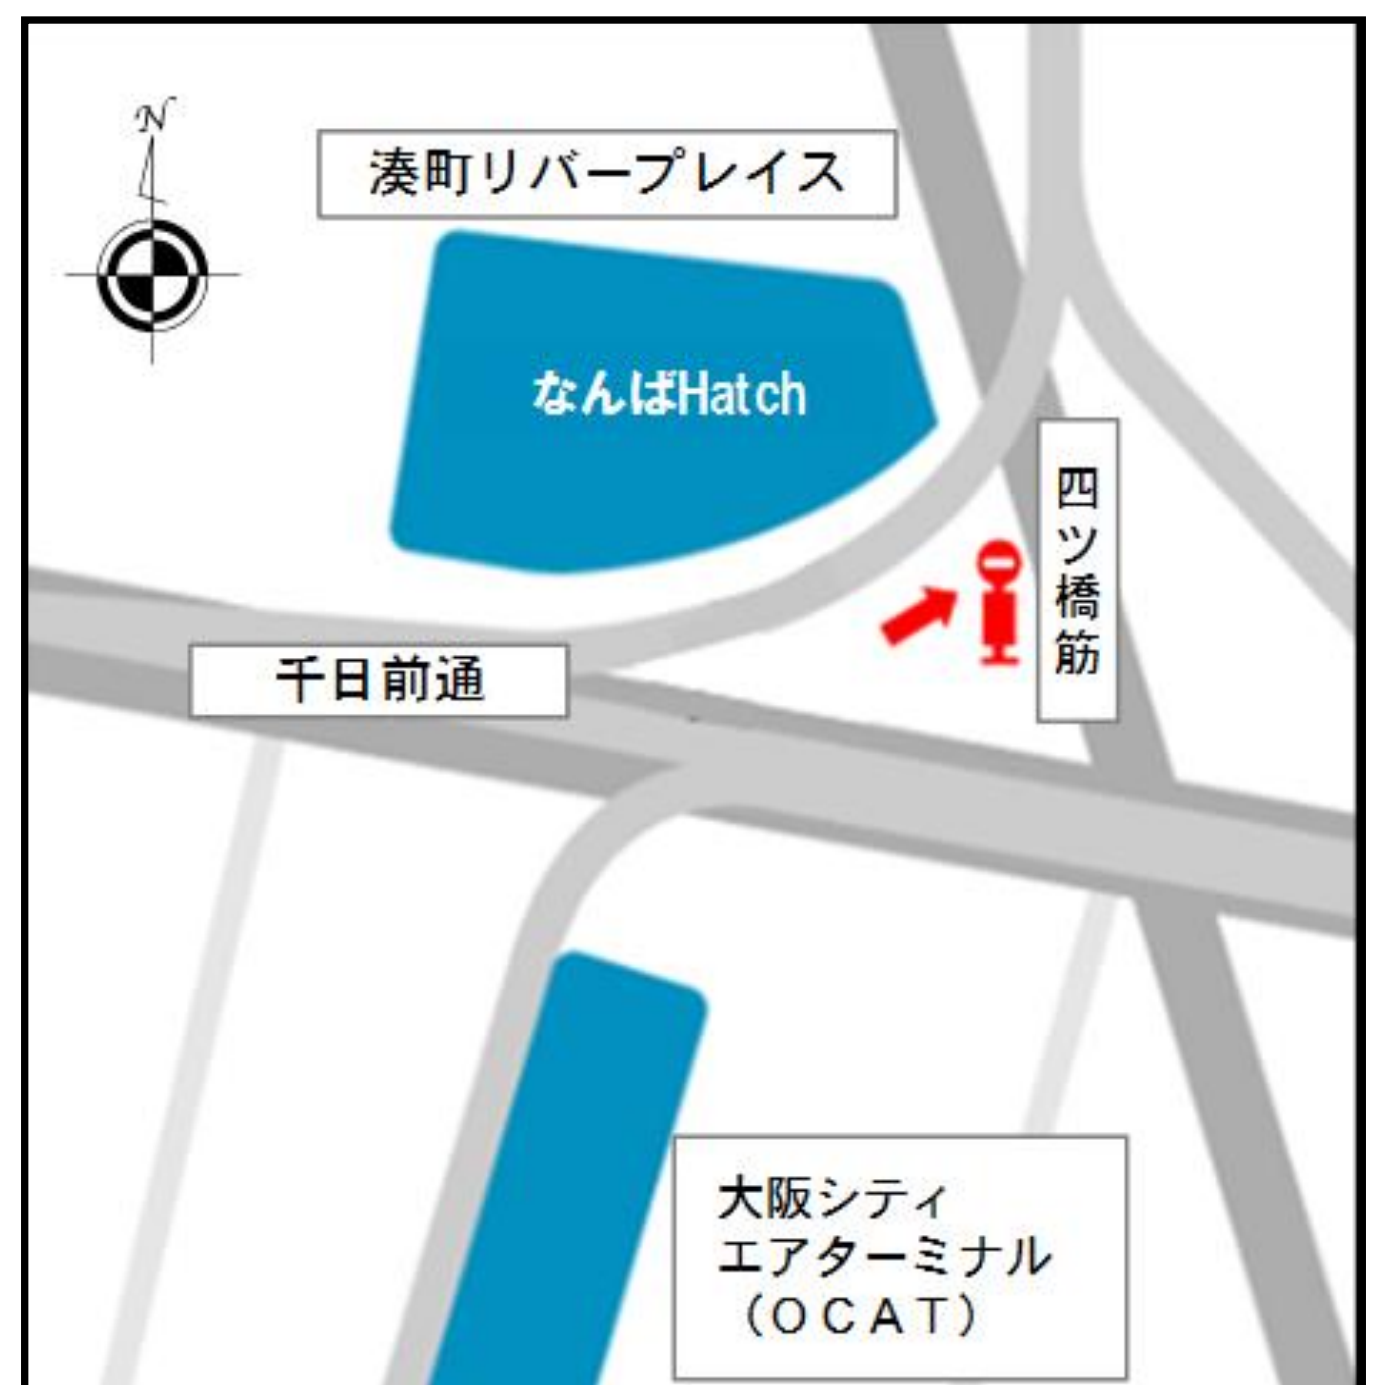 N
湊町リバープレイス
なんばHatch
四ツ橋筋
千日前通
大阪シティ
エアターミナル
（ＯＣＡＴ）